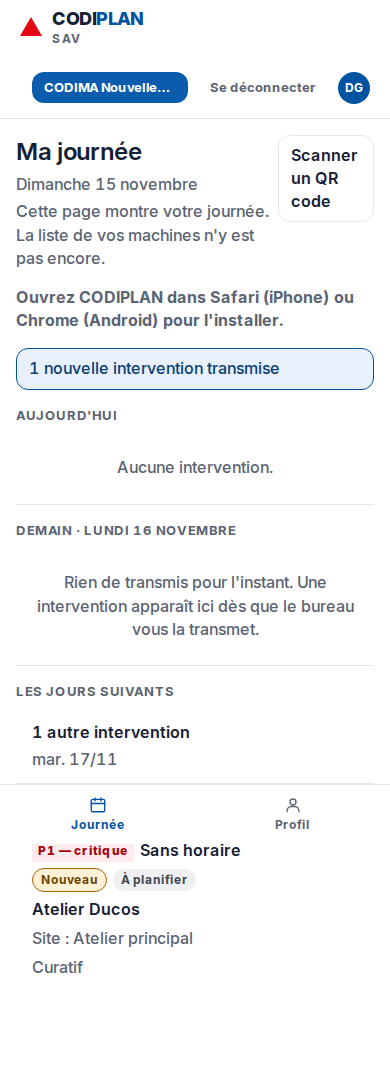 CODIPLAN
SAV
CODIMA Nouvelle...
Se déconnecter
DG
Ma journée
Scanner
un QR
code
Dimanche 15 novembre
Cette page montre votre journée.
La liste de vos machines n'y est
pas encore.
Ouvrez CODIPLAN dans Safari (iPhone) ou
Chrome (Android) pour l'installer.
1 nouvelle intervention transmise
AUJOURD'HUI
Aucune intervention.
DEMAIN · LUNDI 16 NOVEMBRE
Rien de transmis pour l'instant. Une
intervention apparaît ici dès que le bureau
vous la transmet.
LES JOURS SUIVANTS
1 autre intervention
mar. 17/11
Journée
Profil
P1 — critique Sans horaire
Nouveau
À planifier
Atelier Ducos
Site : Atelier principal
Curatif